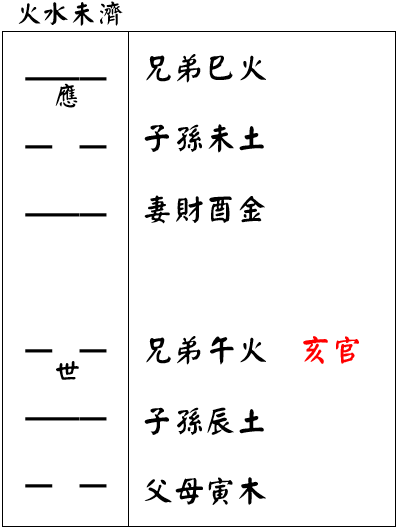 火水未濟
兄弟巳火
應
子孫未土
妻財酉金
兄弟午火 亥官
世
子孫辰土
父母寅木